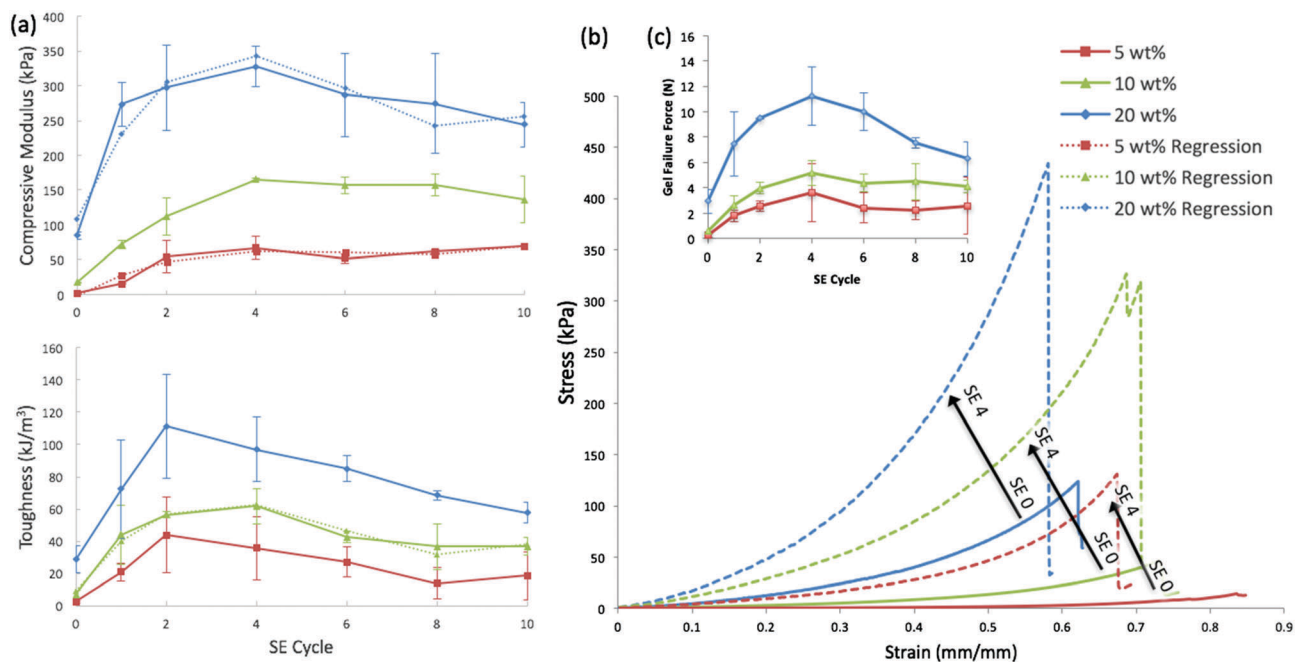 (a)
400
350
300
250
200
150
100
50
0
Compressive Modulus (kPa)
0 2 4 6 8 10
160
140
120
100
80
60
40
20
0
Toughness (kJ/m³)
0 2 4 6 8 10
SE Cycle
(b)
500
450
400
350
300
250
200
150
100
50
0
Stress (kPa)
0 0.1 0.2 0.3 0.4 0.5 0.6 0.7 0.8 0.9
Strain (mm/mm)
SE 4
SE 0
SE 4
SE 0
SE 4
SE 0
(c)
16
14
12
10
8
6
4
2
0
Gel Failure Force (N)
0 2 4 6 8 10
SE Cycle
5 wt%
10 wt%
20 wt%
5 wt% Regression
10 wt% Regression
20 wt% Regression